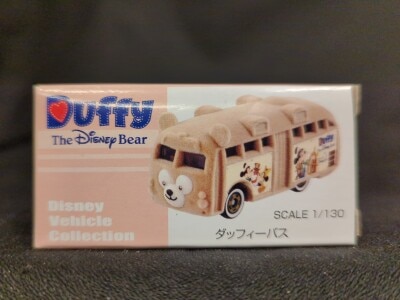 Duffy
The Disney Bear
Disney
Vehicle
Collection
SCALE 1/130
ダッフィーバス